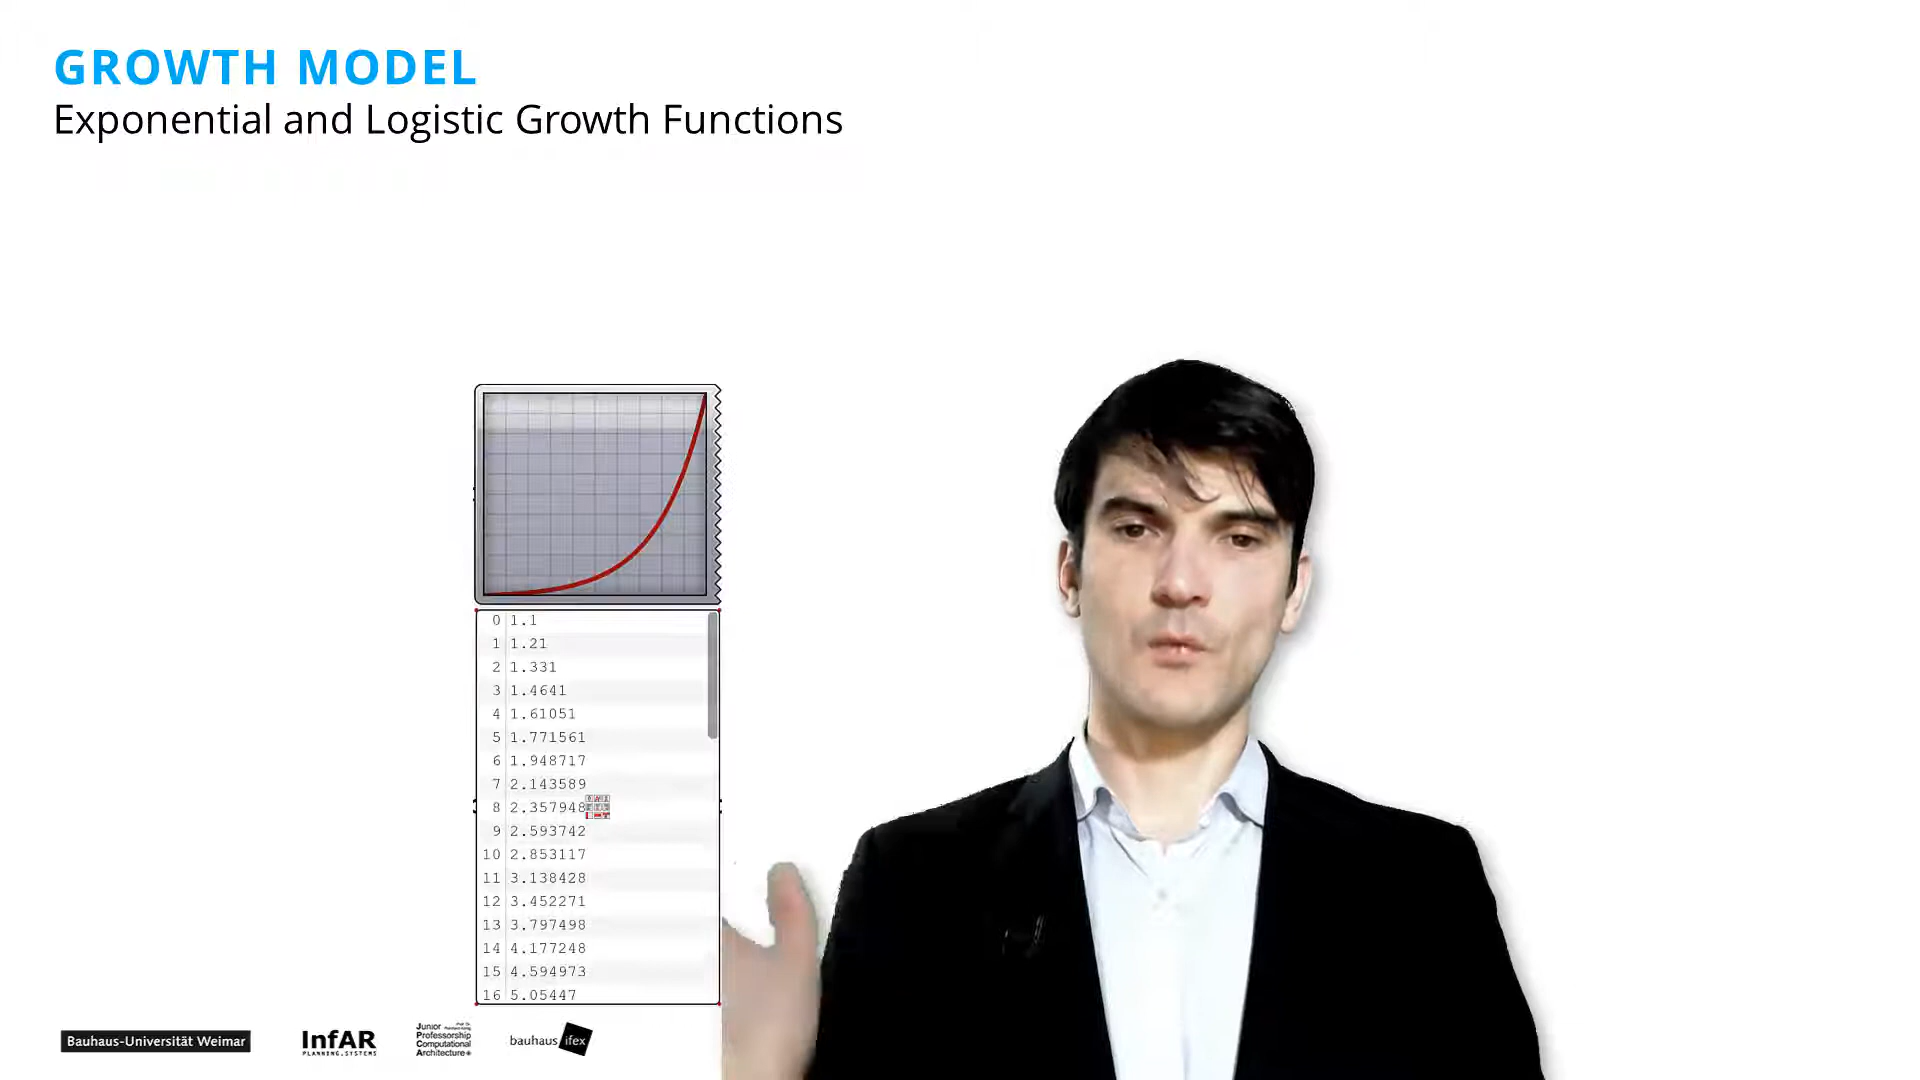 GROWTH MODEL
Exponential and Logistic Growth Functions
0 1.1
1 1.21
2 1.331
3 1.4641
4 1.61051
5 1.771561
6 1.948717
7 2.143589
8 2.357948
9 2.593742
10 2.853117
11 3.138428
12 3.452271
13 3.797498
14 4.177248
15 4.594973
16 5.05447
Bauhaus-Universität Weimar
InfAR
PLANNING.SYSTEMS
Junior
Professorship
Computational
Architecture
bauhaus ifex